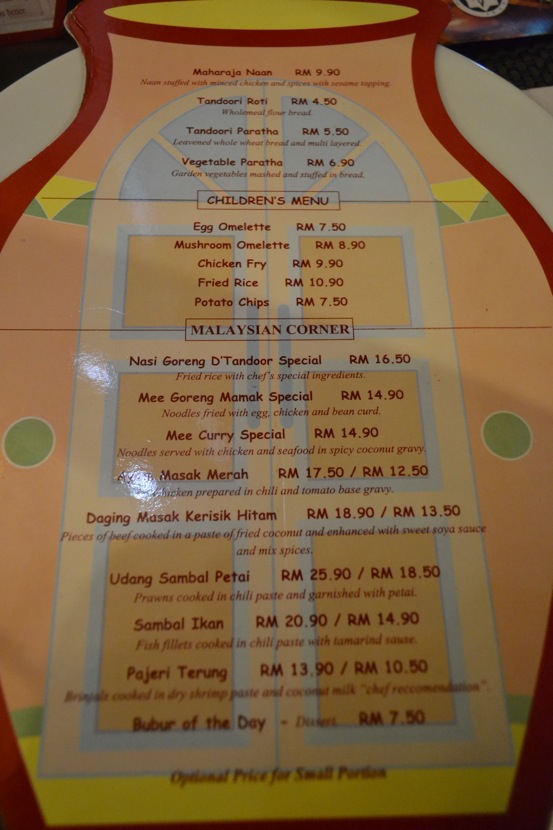 Maharaja Naan RM 9.90
Naan stuffed with minced chicken and spices with sesame topping.
Tandoori Roti RM 4.50
Wholemeal flour bread.
Tandoori Paratha RM 5.50
Leavened whole wheat bread and multi layered.
Vegetable Paratha RM 6.90
Garden vegetables mashed and stuffed in bread.
CHILDREN'S MENU
Egg Omelette RM 7.50
Mushroom Omelette RM 8.90
Chicken Fry RM 9.90
Fried Rice RM 10.90
Potato Chips RM 7.50
MALAYSIAN CORNER
Nasi Goreng D'Tandoor Special RM 16.50
Fried rice with chef's special ingredients.
Mee Goreng Mamak Special RM 14.90
Noodles fried with egg, chicken and bean curd.
Mee Curry Special RM 14.90
Noodles served with chicken and seafood in spicy coconut gravy.
Masak Merah RM 17.50 / RM 12.50
Chicken prepared in chili and tomato base gravy.
Daging Masak Kerisik Hitam RM 18.90 / RM 13.50
Pieces of beef cooked in a paste of fried coconut and enhanced with sweet soya sauce
and mix spices.
Udang Sambal Petai RM 25.90 / RM 18.50
Prawns cooked in chili paste and garnished with petai.
Sambal Ikan RM 20.90 / RM 14.90
Fish fillets cooked in chili paste with tamarind sause.
Pajeri Terung RM 13.90 / RM 10.50
Brinjals cooked in dry shrimp paste and coconut milk "chef reccomendation".
Bubur of the Day - Dissert. RM 7.50
Optional Price for Small Portion